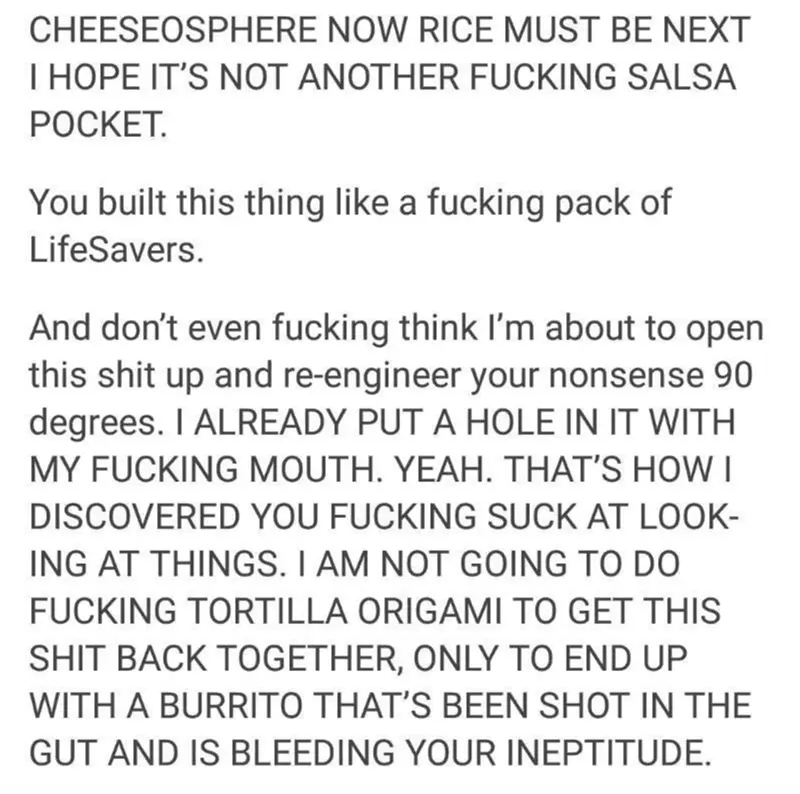 CHEESEOSPHERE NOW RICE MUST BE NEXT
I HOPE IT’S NOT ANOTHER FUCKING SALSA
POCKET.
You built this thing like a fucking pack of
LifeSavers.
And don’t even fucking think I’m about to open
this shit up and re-engineer your nonsense 90
degrees. I ALREADY PUT A HOLE IN IT WITH
MY FUCKING MOUTH. YEAH. THAT’S HOW I
DISCOVERED YOU FUCKING SUCK AT LOOK-
ING AT THINGS. I AM NOT GOING TO DO
FUCKING TORTILLA ORIGAMI TO GET THIS
SHIT BACK TOGETHER, ONLY TO END UP
WITH A BURRITO THAT’S BEEN SHOT IN THE
GUT AND IS BLEEDING YOUR INEPTITUDE.